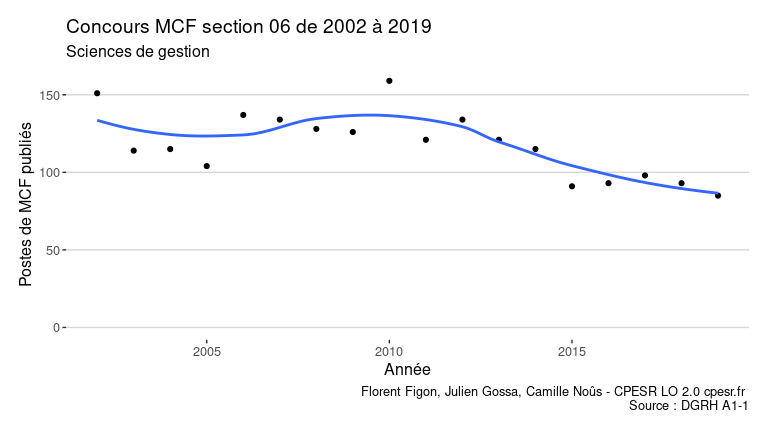 Concours MCF section 06 de 2002 à 2019
Sciences de gestion
Postes de MCF publiés
150
100
50
0
2005
2010
2015
Année
Florent Figon, Julien Gossa, Camille Noûs - CPESR LO 2.0 cpesr.fr
Source : DGRH A1-1